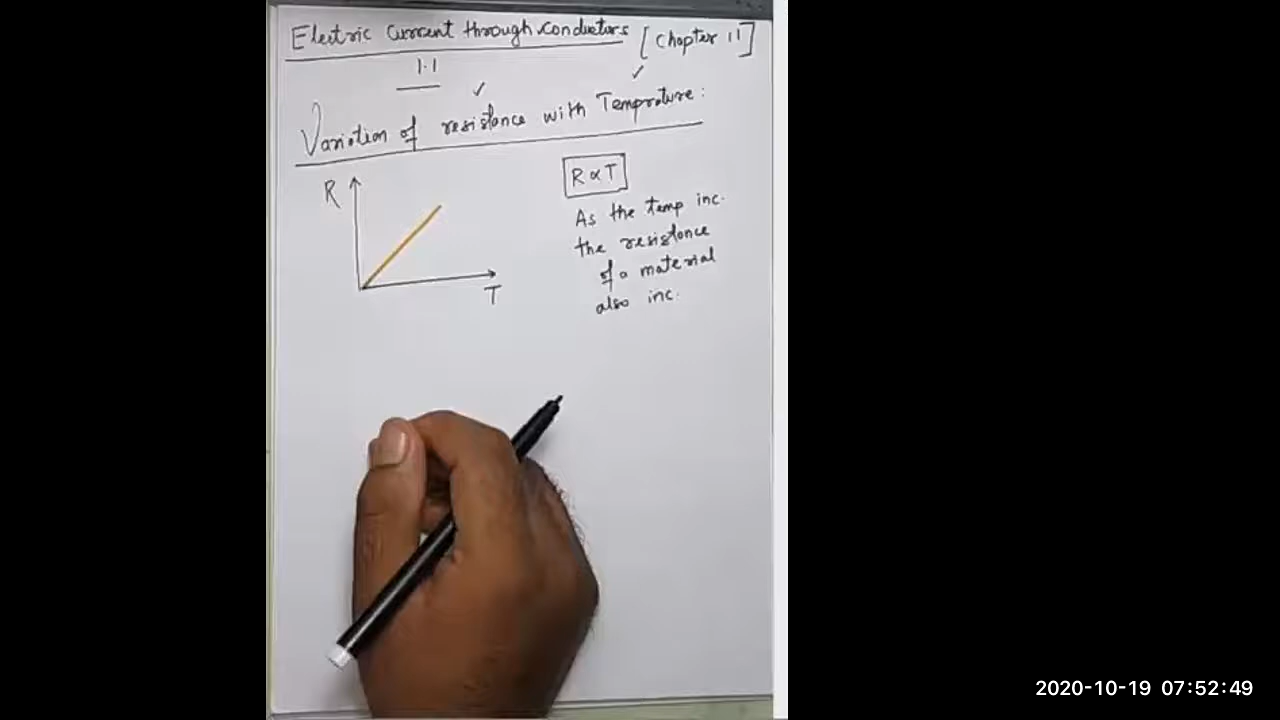 Electric Current through conductors [Chapter 11]
1.1
Variation of resistance with Temprature:
R
R ∝ T
As the temp inc.
the resistance
of a material
also inc.
T
2020-10-19 07:52:49